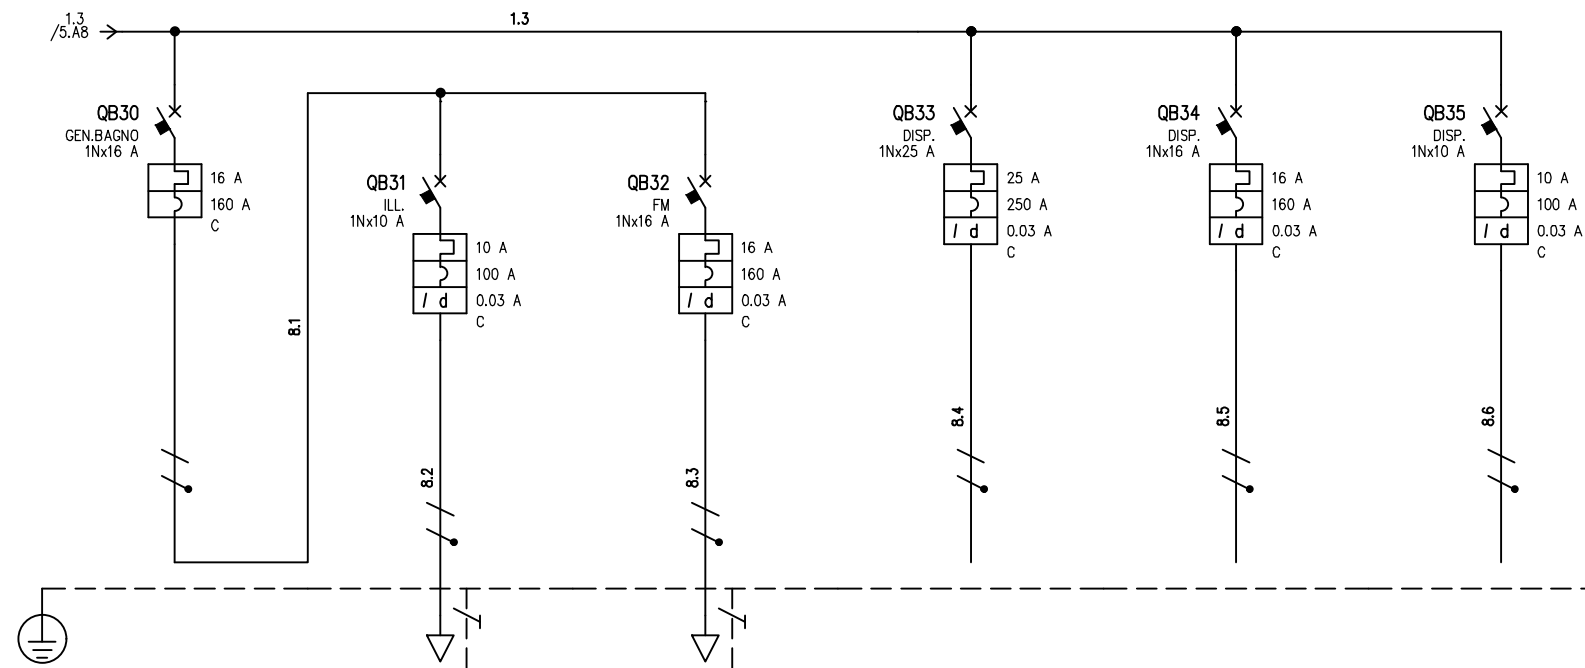 1.3
/5.A8
1.3
QB30
GEN.BAGNO
1Nx16 A
16 A
160 A
C
8.1
QB31
ILL.
1Nx10 A
10 A
100 A
I d
0.03 A
C
8.2
QB32
FM
1Nx16 A
16 A
160 A
I d
0.03 A
C
8.3
QB33
DISP.
1Nx25 A
25 A
250 A
I d
0.03 A
C
8.4
QB34
DISP.
1Nx16 A
16 A
160 A
I d
0.03 A
C
8.5
QB35
DISP.
1Nx10 A
10 A
100 A
I d
0.03 A
C
8.6